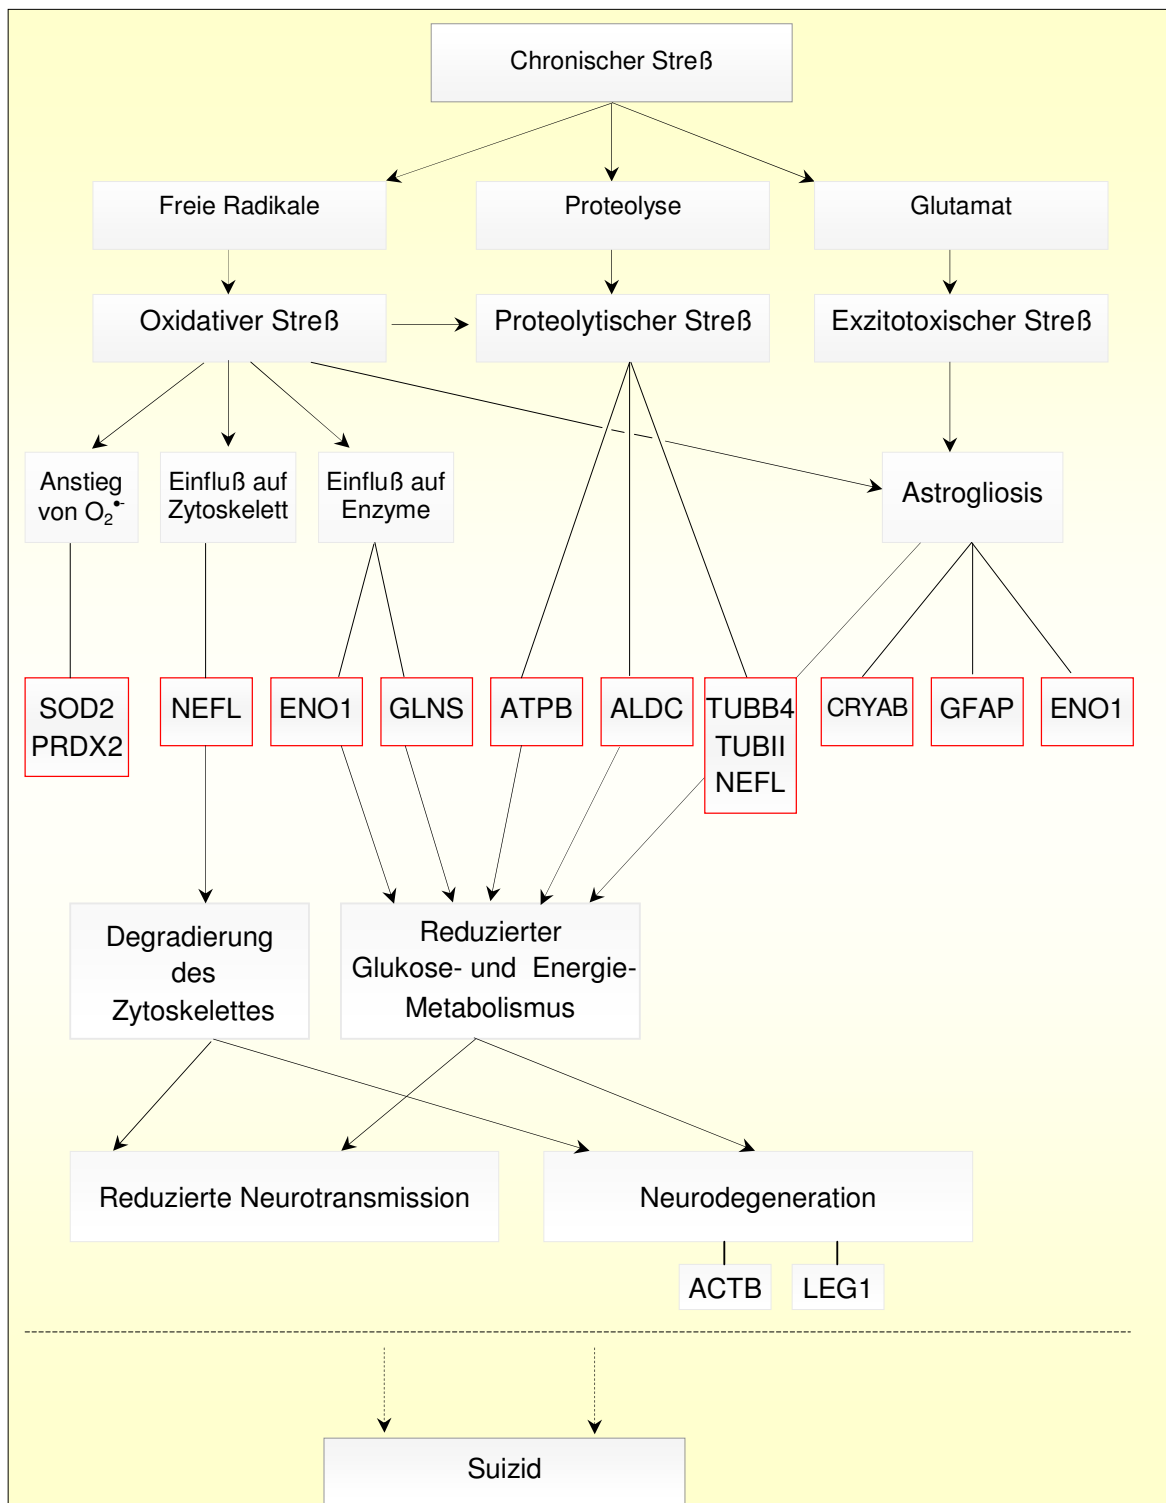 Chronischer Streß
Freie Radikale
Proteolyse
Glutamat
Oxidativer Streß
Proteolytischer Streß
Exzitotoxischer Streß
Anstieg
von O₂•-
Einfluß auf
Zytoskelett
Einfluß auf
Enzyme
Astrogliosis
SOD2
PRDX2
NEFL
ENO1
GLNS
ATPB
ALDC
TUBB4
TUBII
NEFL
CRYAB
GFAP
ENO1
Degradierung
des
Zytoskelettes
Reduzierter
Glukose- und Energie-
Metabolismus
Reduzierte Neurotransmission
Neurodegeneration
ACTB
LEG1
Suizid